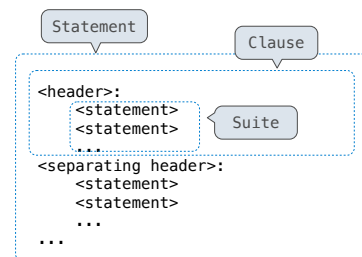 Statement
Clause
<header>:
<statement>
<statement>
...
Suite
<separating header>:
<statement>
<statement>
...
...